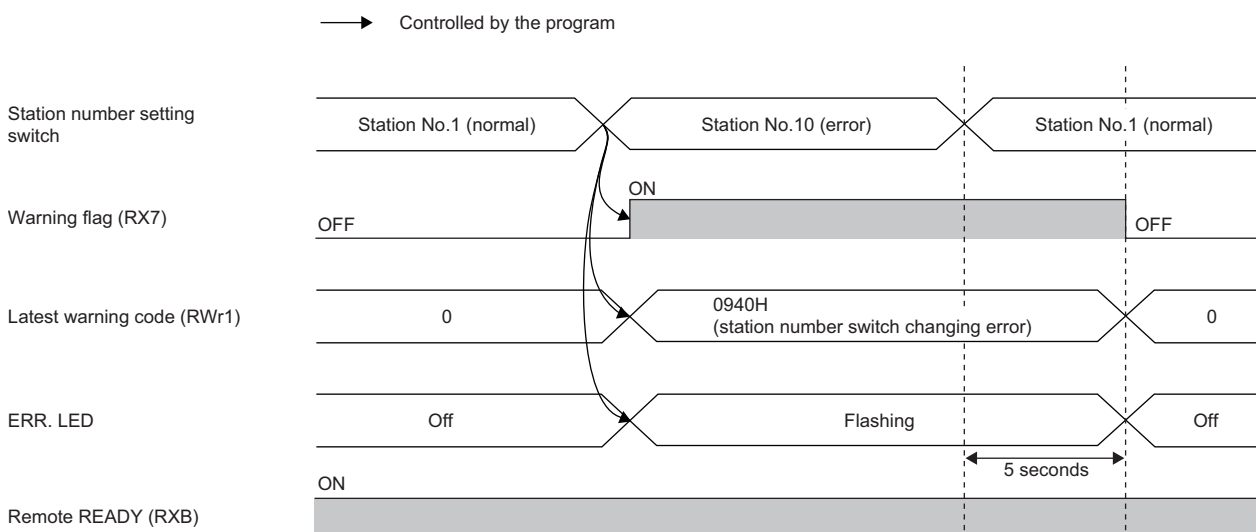 Controlled by the program
Station number setting
switch
Station No.1 (normal)
Station No.10 (error)
Station No.1 (normal)
Warning flag (RX7)
OFF
ON
OFF
Latest warning code (RWr1)
0
0940H
(station number switch changing error)
0
ERR. LED
Off
Flashing
Off
5 seconds
ON
Remote READY (RXB)